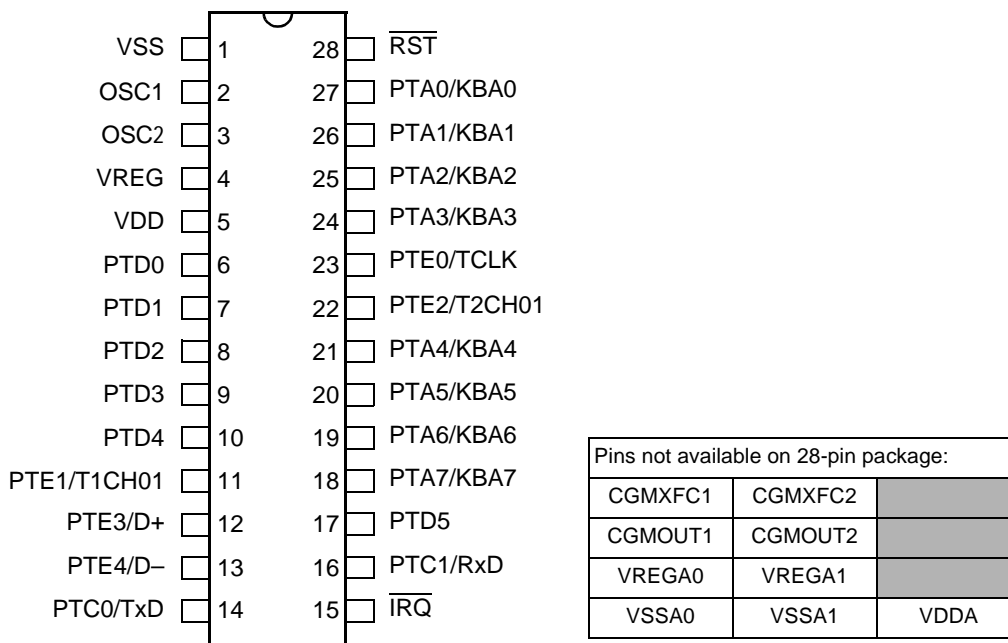 VSS 1 28 RST
OSC1 2 27 PTA0/KBA0
OSC2 3 26 PTA1/KBA1
VREG 4 25 PTA2/KBA2
VDD 5 24 PTA3/KBA3
PTD0 6 23 PTE0/TCLK
PTD1 7 22 PTE2/T2CH01
PTD2 8 21 PTA4/KBA4
PTD3 9 20 PTA5/KBA5
PTD4 10 19 PTA6/KBA6
PTE1/T1CH01 11 18 PTA7/KBA7
PTE3/D+ 12 17 PTD5
PTE4/D– 13 16 PTC1/RxD
PTC0/TxD 14 15 IRQ
Pins not available on 28-pin package:
CGMXFC1 CGMXFC2
CGMOUT1 CGMOUT2
VREGA0 VREGA1
VSSA0 VSSA1 VDDA